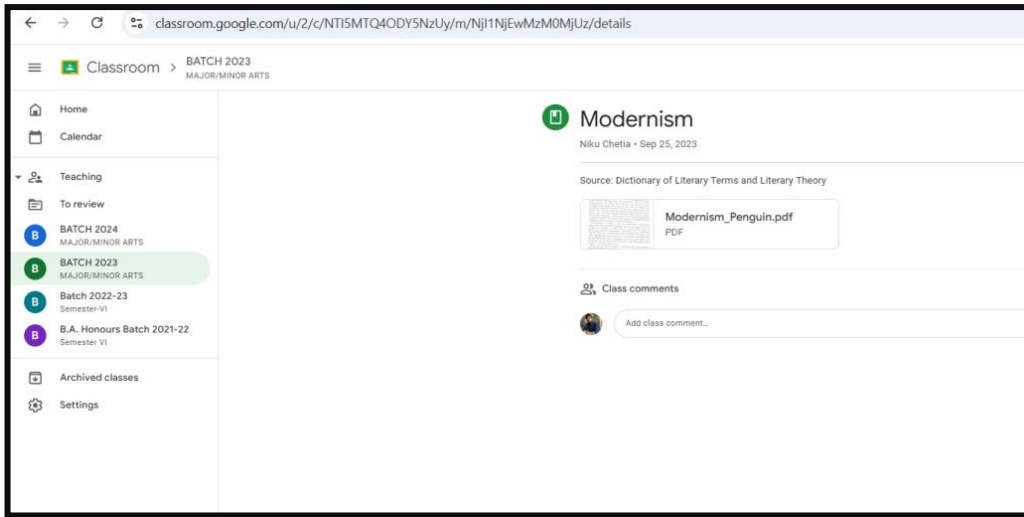 classroom.google.com/u/2/c/NTI5MTQ4ODY5NzUy/m/NjI1NjEwMzM0MjUz/details
Classroom > BATCH 2023
MAJOR/MINOR ARTS
Home
Calendar
Teaching
To review
B BATCH 2024
MAJOR/MINOR ARTS
B BATCH 2023
MAJOR/MINOR ARTS
B Batch 2022-23
Semester-VI
B B.A. Honours Batch 2021-22
Semester VI
Archived classes
Settings
Modernism
Niku Chetia • Sep 25, 2023
Source: Dictionary of Literary Terms and Literary Theory
Modernism_Penguin.pdf
PDF
Class comments
Add class comment…